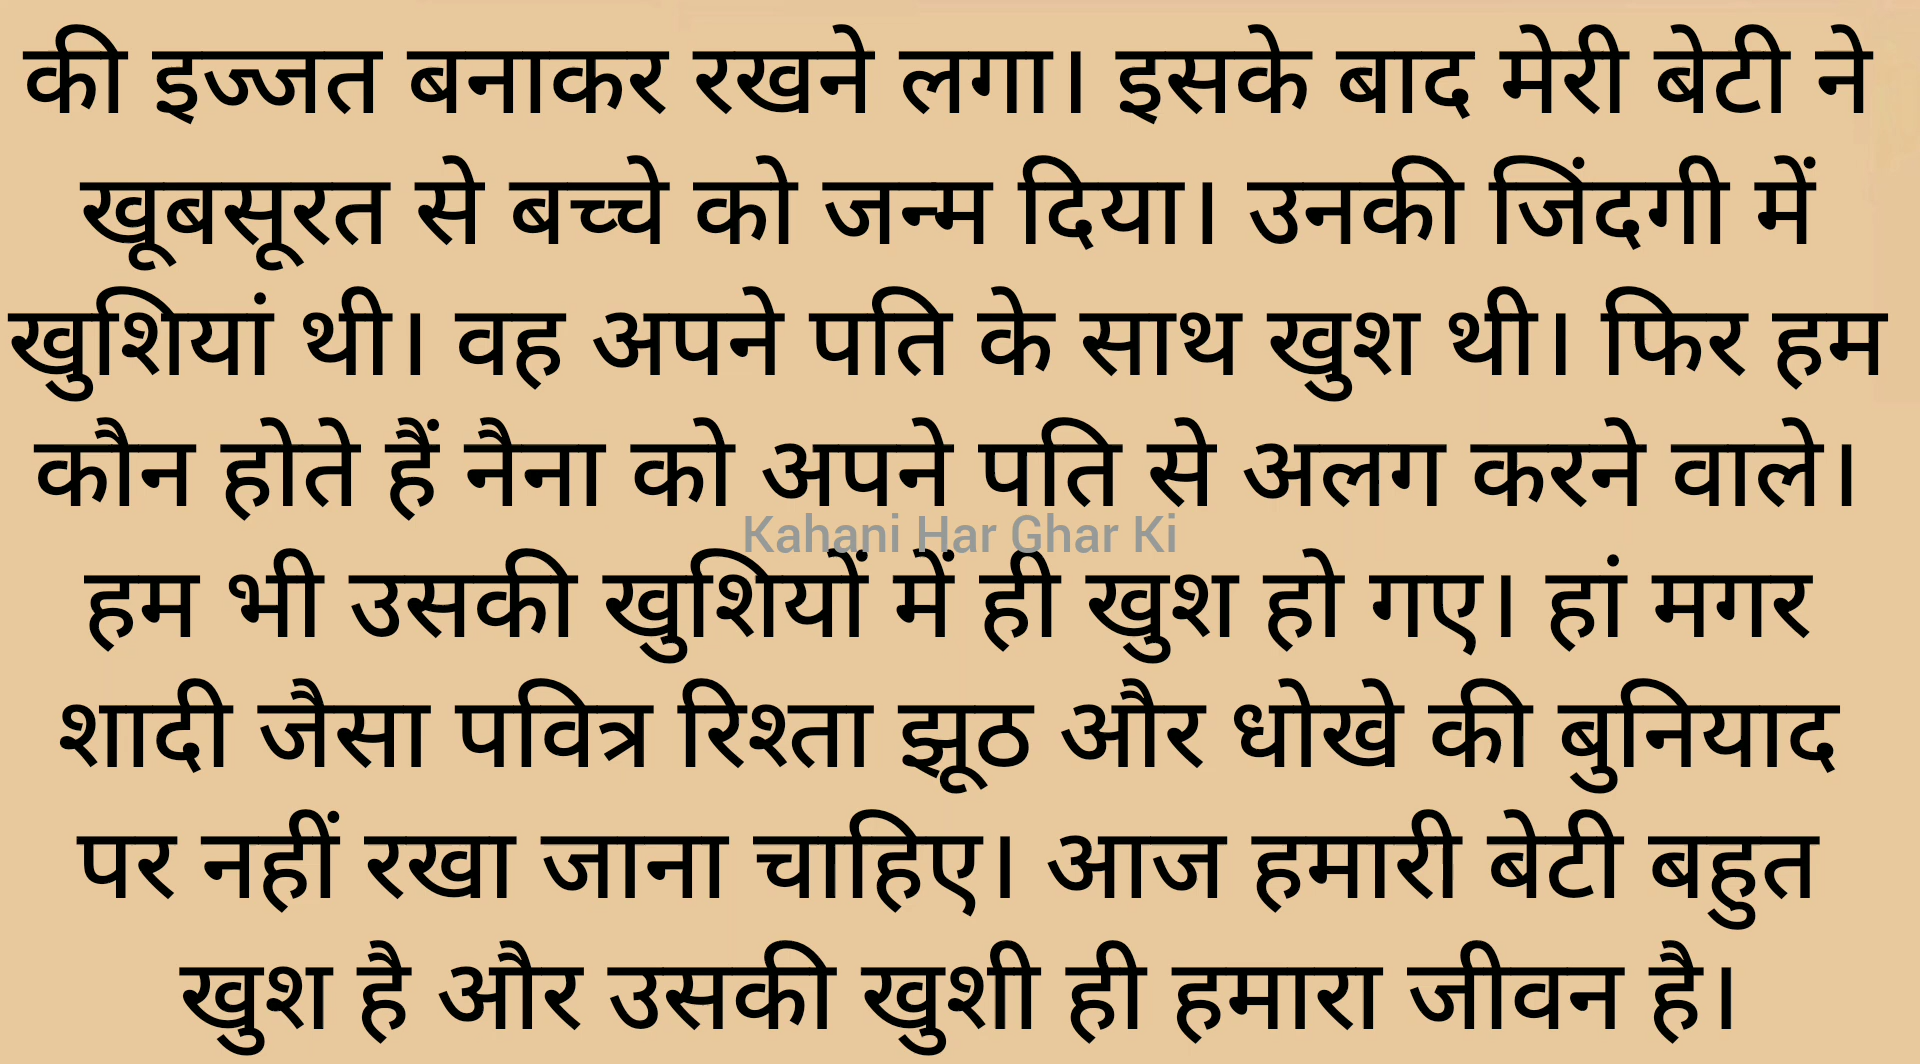 की इज्जत बनाकर रखने लगा। इसके बाद मेरी बेटी ने
खूबसूरत से बच्चे को जन्म दिया। उनकी जिंदगी में
खुशियां थी। वह अपने पति के साथ खुश थी। फिर हम
कौन होते हैं नैना को अपने पति से अलग करने वाले।
Kahani Har Ghar Ki
हम भी उसकी खुशियों में ही खुश हो गए। हां मगर
शादी जैसा पवित्र रिश्ता झूठ और धोखे की बुनियाद
पर नहीं रखा जाना चाहिए। आज हमारी बेटी बहुत
खुश है और उसकी खुशी ही हमारा जीवन है।